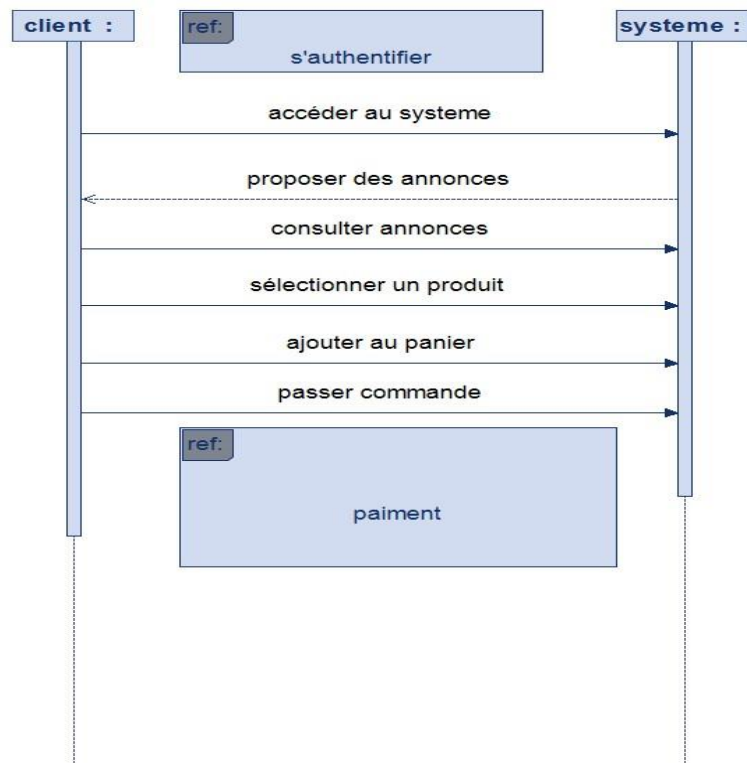 client :
ref:
systeme :
s'authentifier
accéder au systeme
proposer des annonces
consulter annonces
sélectionner un produit
ajouter au panier
passer commande
ref:
paiment